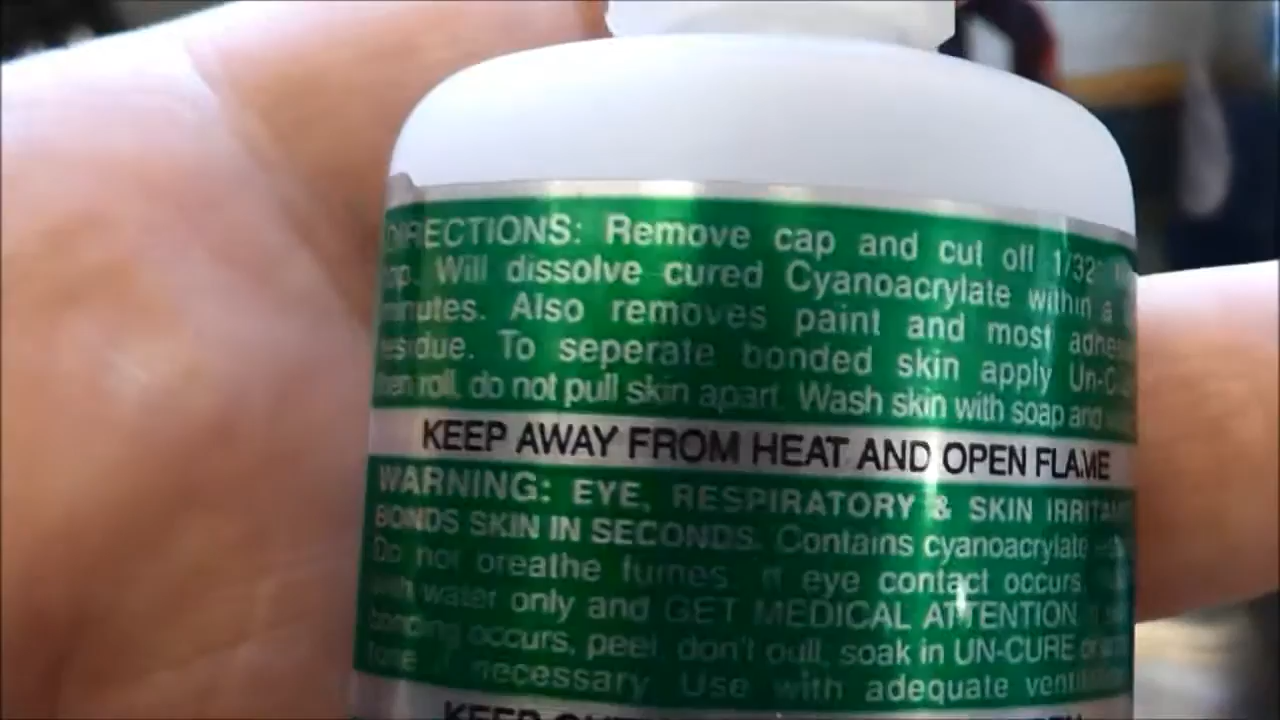 DIRECTIONS: Remove cap and cut off 1/32"
Will dissolve cured Cyanoacrylate within a
minutes. Also removes paint and most
residue. To seperate bonded skin apply
then roll, do not pull skin apart. Wash skin with soap and
KEEP AWAY FROM HEAT AND OPEN FLAME
WARNING: EYE, RESPIRATORY & SKIN
BONDS SKIN IN SECONDS. Contains cyanoacrylate
Do not breathe fumes. If eye contact occurs,
with water only and GET MEDICAL ATTENTION
bonding occurs, peel, don't pull, soak in UN-CURE or
necessary Use with adequate
KEEP